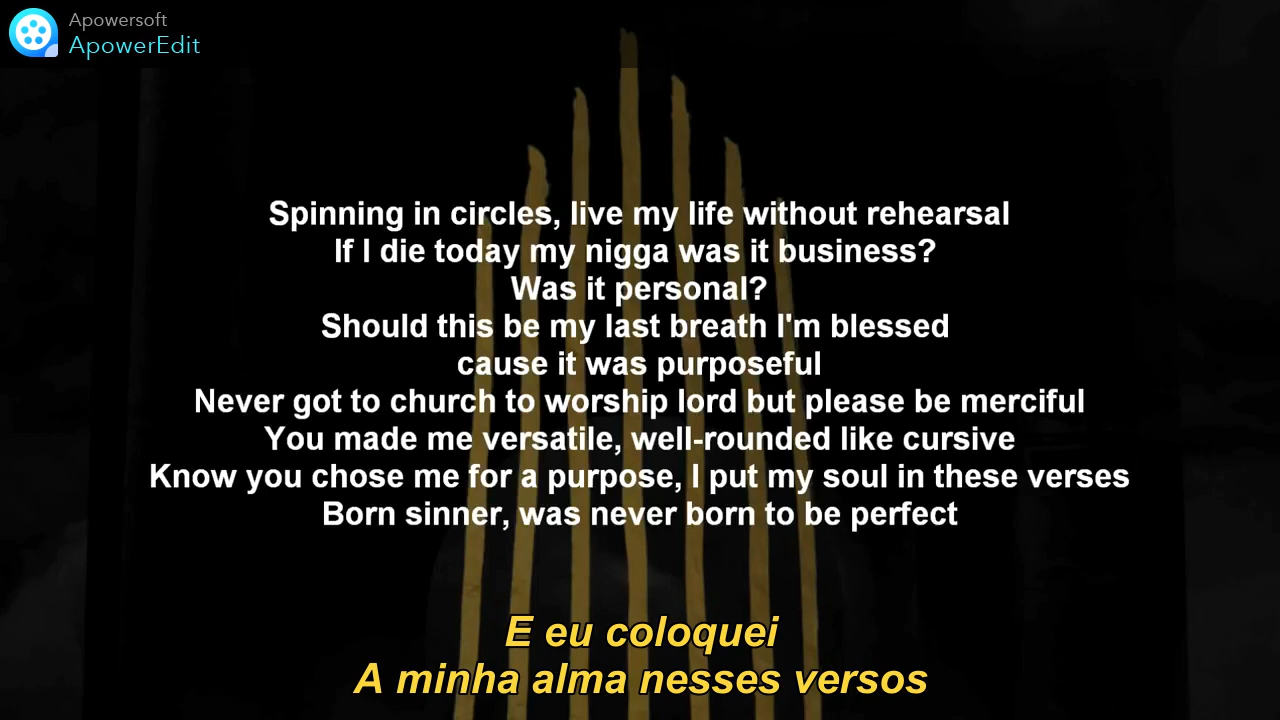 Apowersoft
ApowerEdit
Spinning in circles, live my life without rehearsal
If I die today my nigga was it business?
Was it personal?
Should this be my last breath I'm blessed
cause it was purposeful
Never got to church to worship lord but please be merciful
You made me versatile, well-rounded like cursive
Know you chose me for a purpose, I put my soul in these verses
Born sinner, was never born to be perfect
E eu coloquei
A minha alma nesses versos